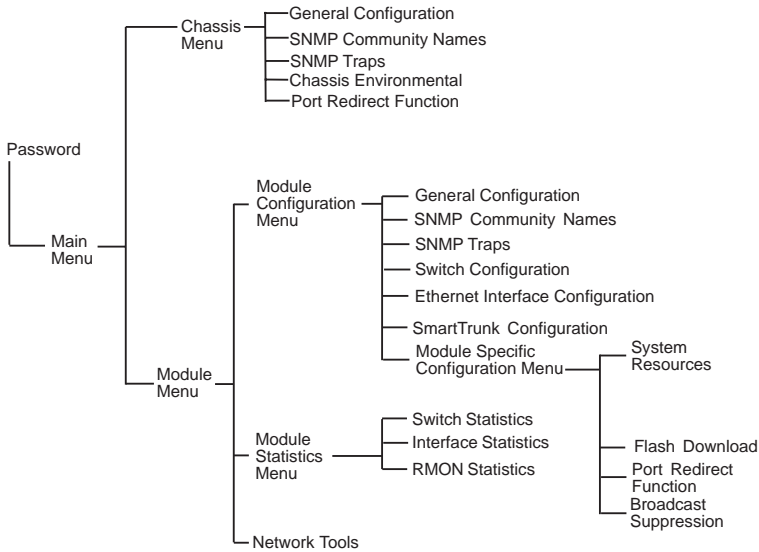 Password
Main
Menu
Chassis
Menu
General Configuration
SNMP Community Names
SNMP Traps
Chassis Environmental
Port Redirect Function
Module
Menu
Module
Configuration
Menu
General Configuration
SNMP Community Names
SNMP Traps
Switch Configuration
Ethernet Interface Configuration
SmartTrunk Configuration
Module Specific
Configuration Menu
System
Resources
Flash Download
Port Redirect
Function
Broadcast
Suppression
Module
Statistics
Menu
Switch Statistics
Interface Statistics
RMON Statistics
Network Tools